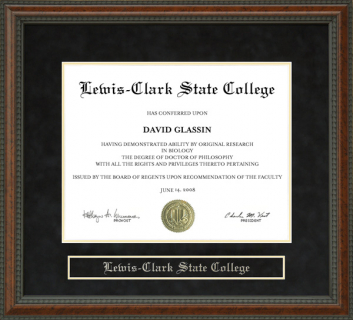 Lewis-Clark State College
HAS CONFERRED UPON
DAVID GLASSIN
HAVING DEMONSTRATED ABILITY BY ORIGINAL RESEARCH
IN BIOLOGY
THE DEGREE OF DOCTOR OF PHILOSOPHY
WITH ALL THE RIGHTS AND PRIVILEGES THERETO PERTAINING
ISSUED BY THE BOARD OF REGENTS UPON RECOMMENDATION OF THE FACULTY
JUNE 14, 2008
PROVOST
PRESIDENT
Lewis-Clark State College